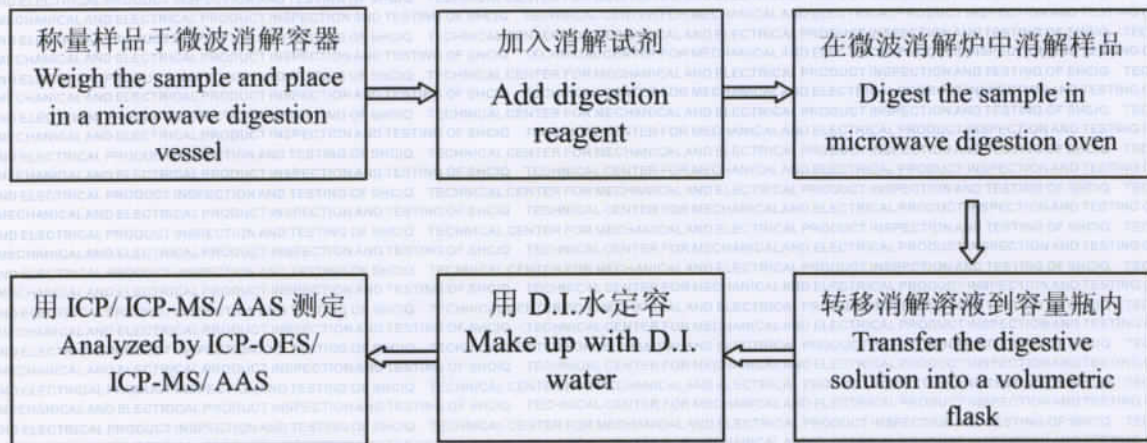 称量样品于微波消解容器
Weigh the sample and place
in a microwave digestion
vessel
加入消解试剂
Add digestion
reagent
在微波消解炉中消解样品
Digest the sample in
microwave digestion oven
转移消解溶液到容量瓶内
Transfer the digestive
solution into a volumetric
flask
用 D.I.水定容
Make up with D.I.
water
用 ICP/ ICP-MS/ AAS 测定
Analyzed by ICP-OES/
ICP-MS/ AAS